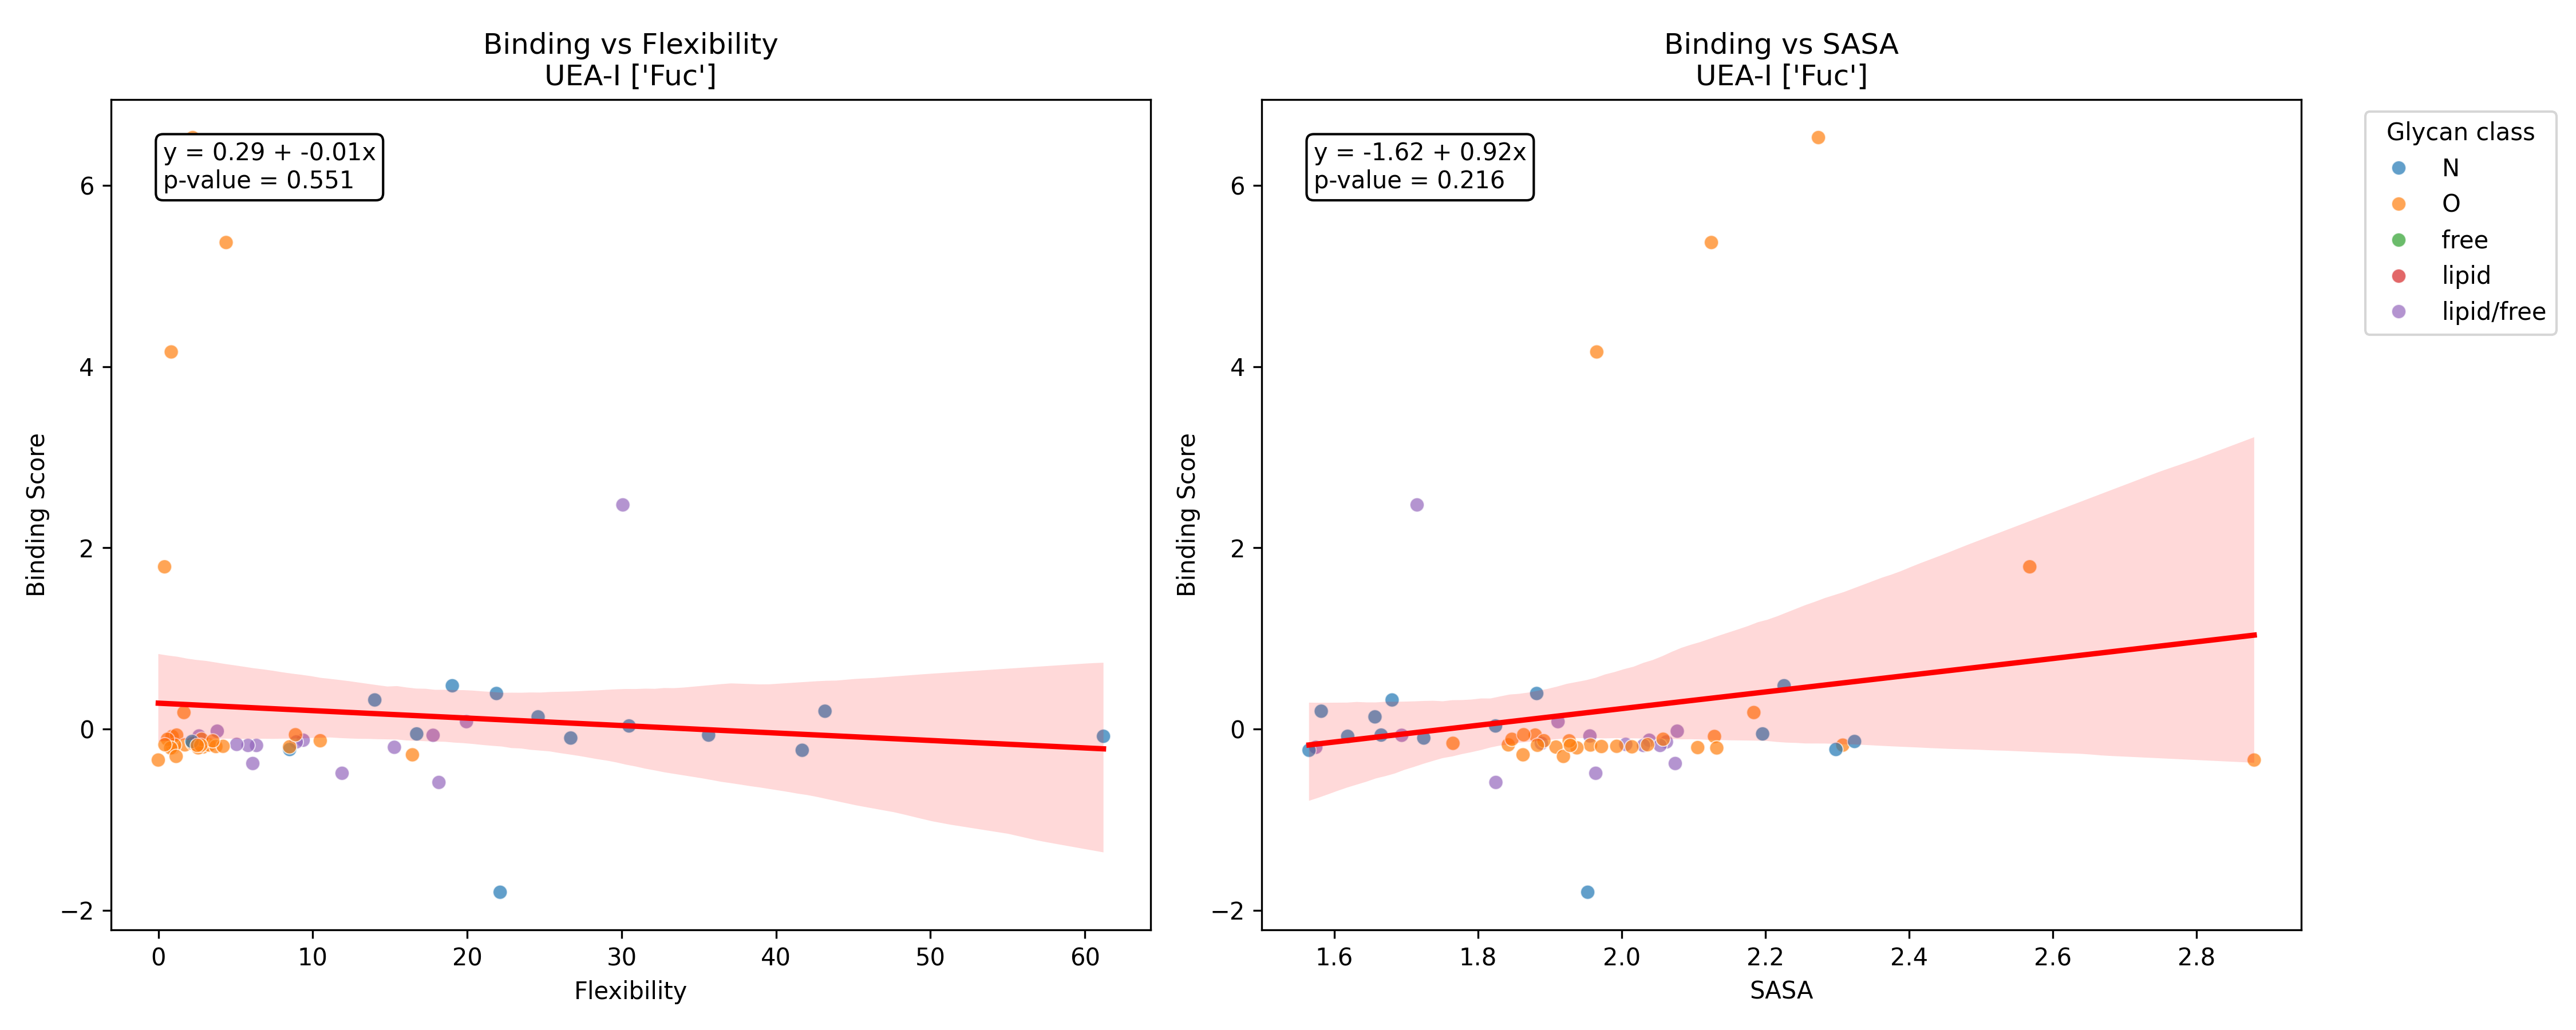 Binding vs Flexibility
UEA-I ['Fuc']
y = 0.29 + -0.01x
p-value = 0.551
Binding Score
6
4
2
0
−2
0 10 20 30 40 50 60
Flexibility
Binding vs SASA
UEA-I ['Fuc']
y = -1.62 + 0.92x
p-value = 0.216
Binding Score
6
4
2
0
−2
1.6 1.8 2.0 2.2 2.4 2.6 2.8
SASA
Glycan class
N
O
free
lipid
lipid/free